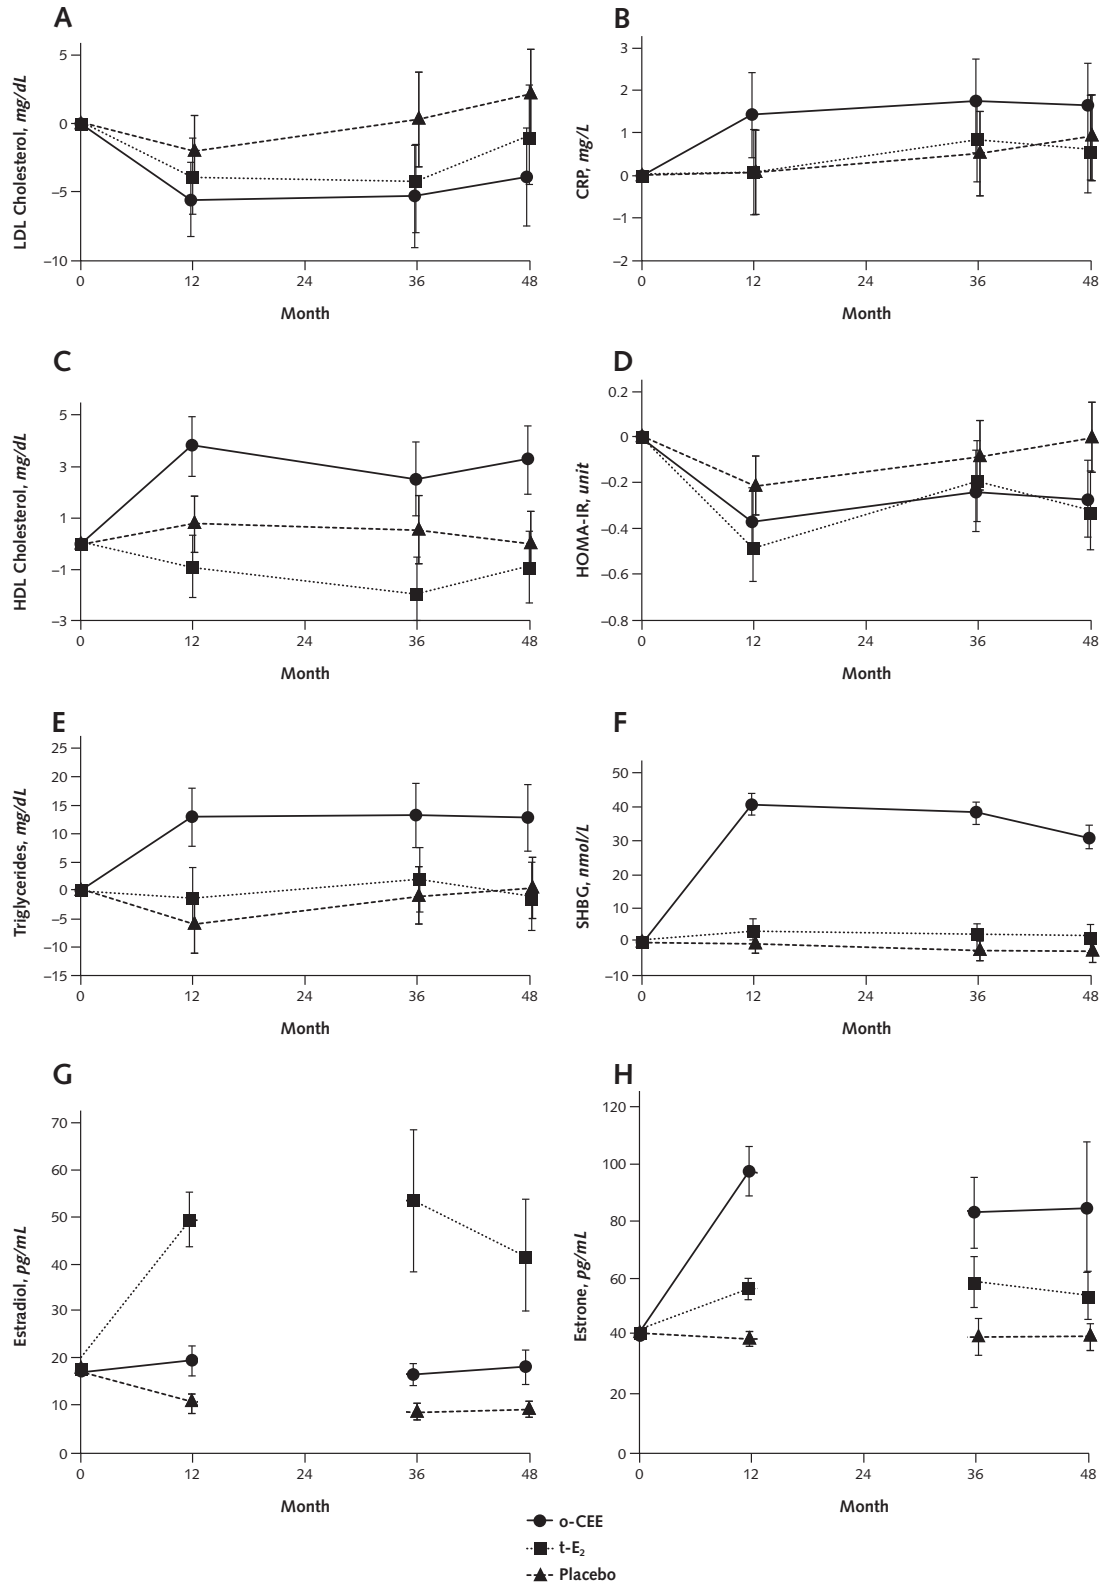 A
LDL Cholesterol, mg/dL
5
0
–5
–10
0 12 24 36 48
Month
B
CRP, mg/L
3
2
1
0
–1
–2
0 12 24 36 48
Month
C
HDL Cholesterol, mg/dL
5
3
1
–1
–3
0 12 24 36 48
Month
D
HOMA-IR, unit
0.2
0
–0.2
–0.4
–0.6
–0.8
0 12 24 36 48
Month
E
Triglycerides, mg/dL
25
20
15
10
5
0
–5
–10
–15
0 12 24 36 48
Month
F
SHBG, nmol/L
50
40
30
20
10
0
–10
0 12 24 36 48
Month
G
Estradiol, pg/mL
70
60
50
40
30
20
10
0
0 12 24 36 48
Month
H
Estrone, pg/mL
120
100
80
60
40
20
0
0 12 24 36 48
Month
o-CEE
t-E₂
Placebo